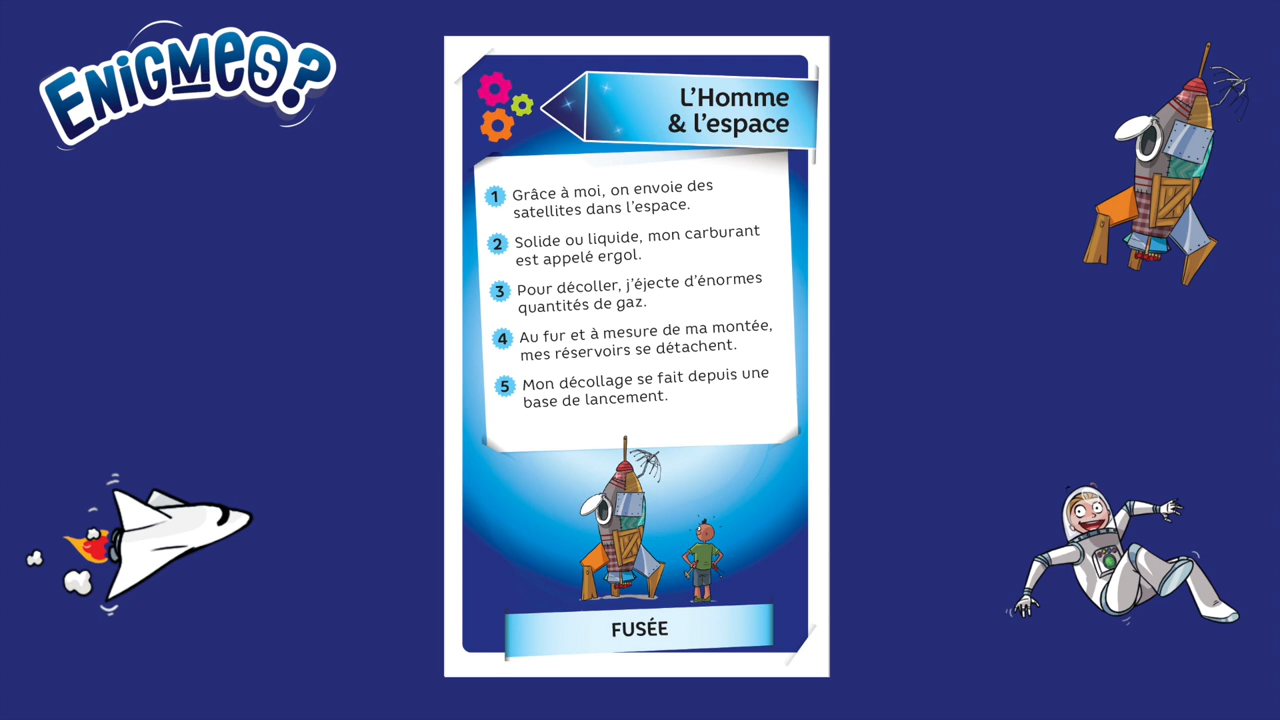 ENiGMeS?
L'Homme
& l'espace
1 Grâce à moi, on envoie des
satellites dans l'espace.
2 Solide ou liquide, mon carburant
est appelé ergol.
3 Pour décoller, j'éjecte d'énormes
quantités de gaz.
4 Au fur et à mesure de ma montée,
mes réservoirs se détachent.
5 Mon décollage se fait depuis une
base de lancement.
FUSÉE